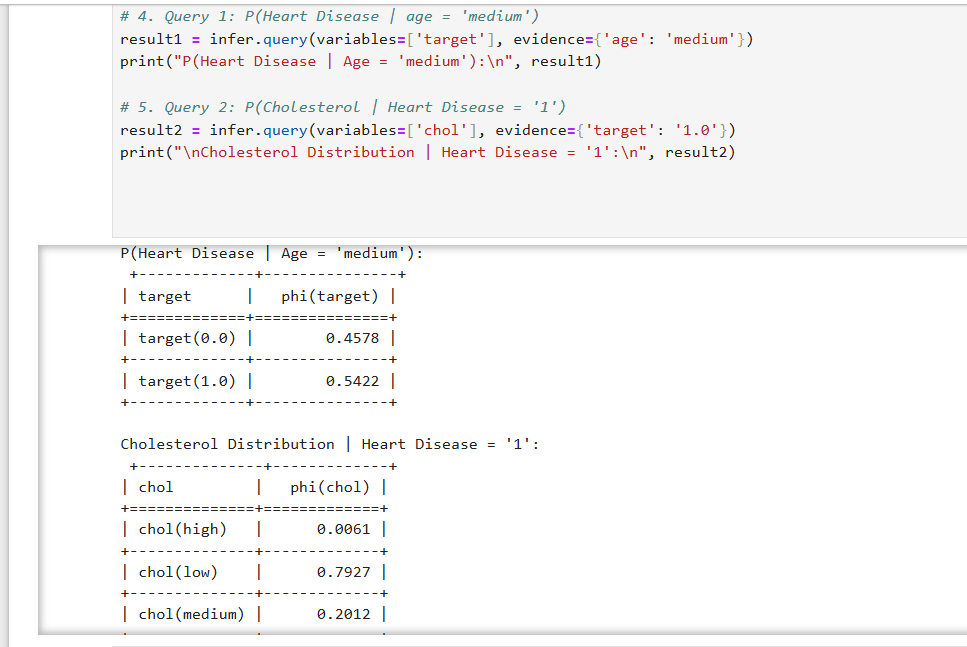 # 4. Query 1: P(Heart Disease | age = 'medium')
result1 = infer.query(variables=['target'], evidence={'age': 'medium'})
print("P(Heart Disease | Age = 'medium'):\n", result1)

# 5. Query 2: P(Cholesterol | Heart Disease = '1')
result2 = infer.query(variables=['chol'], evidence={'target': '1.0'})
print("\nCholesterol Distribution | Heart Disease = '1':\n", result2)

P(Heart Disease | Age = 'medium'):
 +-------------+---------------+
| target      |   phi(target) |
+=============+===============+
| target(0.0) |        0.4578 |
+-------------+---------------+
| target(1.0) |        0.5422 |
+-------------+---------------+

Cholesterol Distribution | Heart Disease = '1':
 +--------------+-------------+
| chol         |   phi(chol) |
+==============+=============+
| chol(high)   |      0.0061 |
+--------------+-------------+
| chol(low)    |      0.7927 |
+--------------+-------------+
| chol(medium) |      0.2012 |